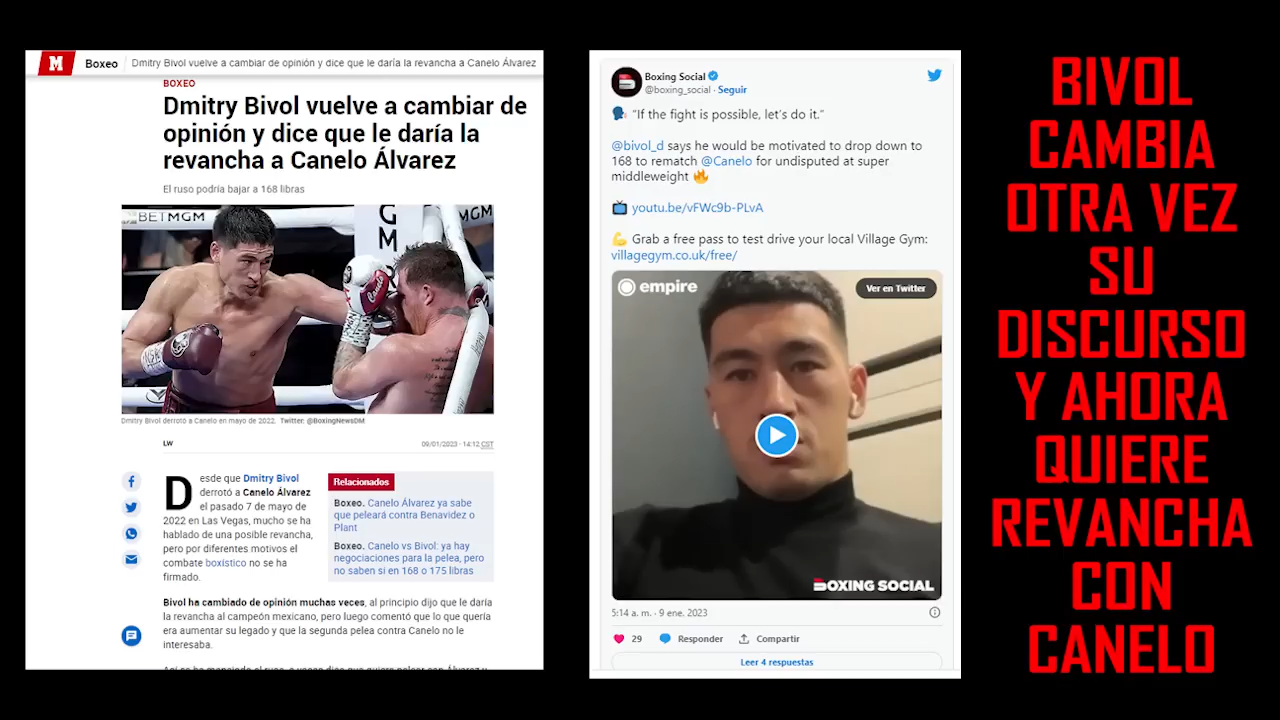 M
Boxeo
Dmitry Bivol vuelve a cambiar de opinión y dice que le daría la revancha a Canelo Álvarez
BOXEO
Dmitry Bivol vuelve a cambiar de
opinión y dice que le daría la
revancha a Canelo Álvarez
El ruso podría bajar a 168 libras
BETMGM
G
M
MGM
Canelo
Dmitry Bivol derrotó a Canelo en mayo de 2022. Twitter: @BoxingNewsDM
LW
09/01/2023 - 14:12 CST
Desde que Dmitry Bivol
derrotó a Canelo Álvarez
el pasado 7 de mayo de
2022 en Las Vegas, mucho se ha
hablado de una posible revancha,
pero por diferentes motivos el
combate boxístico no se ha
firmado.
Relacionados
Boxeo. Canelo Álvarez ya sabe
que peleará contra Benavidez o
Plant
Boxeo. Canelo vs Bivol: ya hay
negociaciones para la pelea, pero
no saben si en 168 o 175 libras
Bivol ha cambiado de opinión muchas veces, al principio dijo que le daría
la revancha al campeón mexicano, pero luego comentó que lo que quería
era aumentar su legado y que la segunda pelea contra Canelo no le
interesaba.
Boxing Social
@boxing_social · Seguir
"If the fight is possible, let's do it."
@bivol_d says he would be motivated to drop down to
168 to rematch @Canelo for undisputed at super
middleweight 🔥
youtu.be/vFWc9b-PLvA
💪 Grab a free pass to test drive your local Village Gym:
villagegym.co.uk/free/
empire
Ver en Twitter
BOXING SOCIAL
5:14 a. m. · 9 ene. 2023
29
Responder
Compartir
Leer 4 respuestas
BIVOL
CAMBIA
OTRA VEZ
SU
DISCURSO
Y AHORA
QUIERE
REVANCHA
CON
CANELO